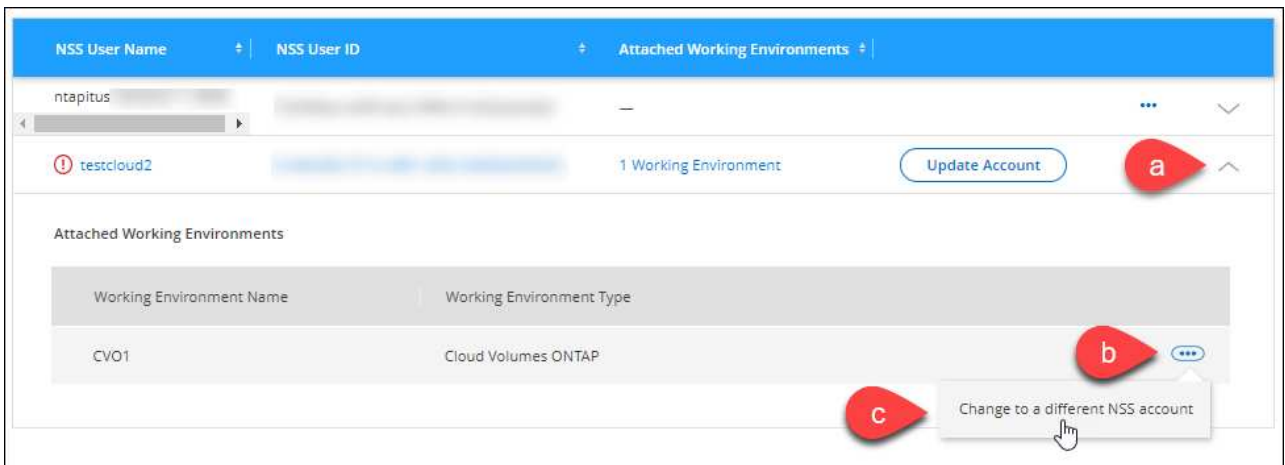 NSS User Name NSS User ID Attached Working Environments
ntapitus
—
testcloud2 1 Working Environment Update Account a
Attached Working Environments
Working Environment Name Working Environment Type
CVO1 Cloud Volumes ONTAP b
c Change to a different NSS account